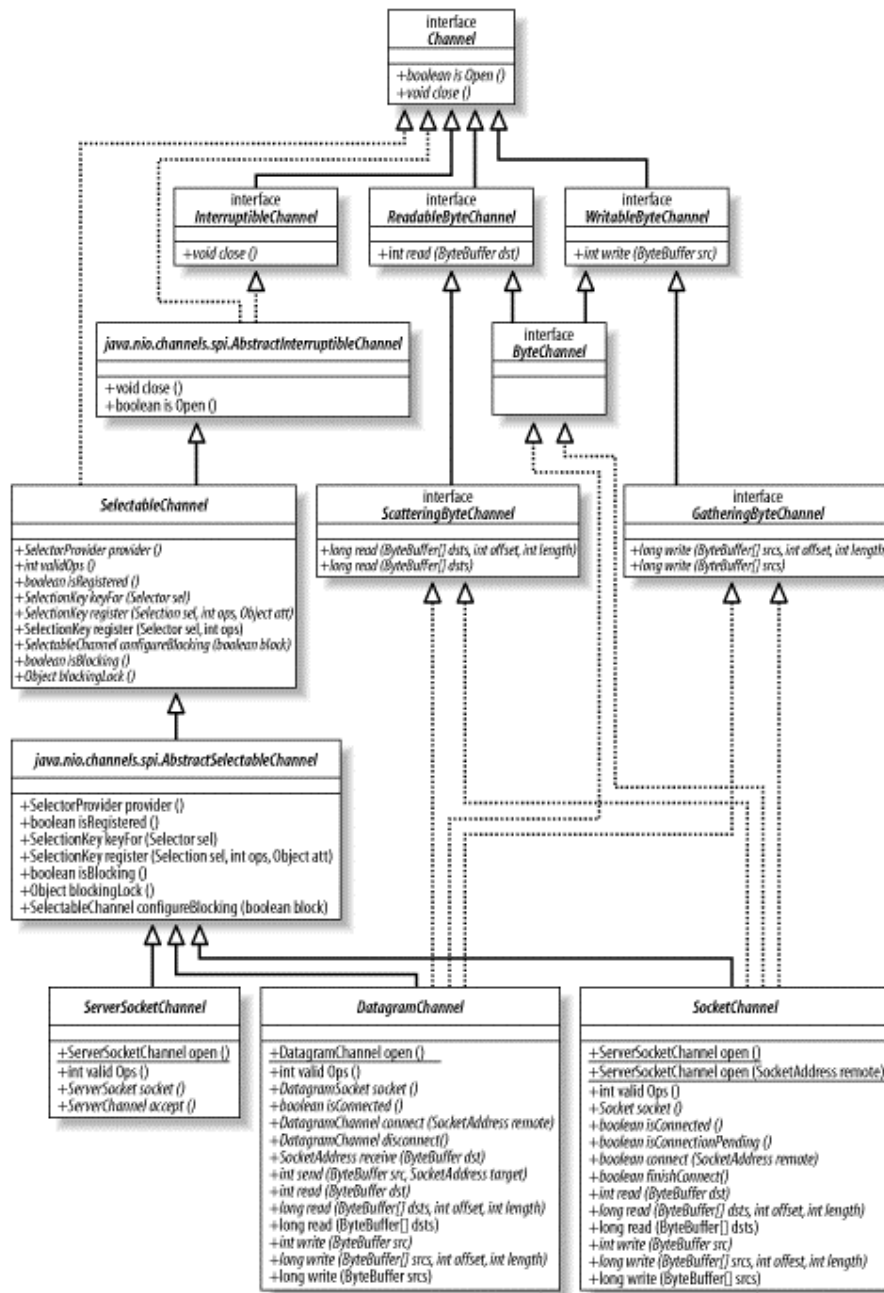 interface
Channel
+boolean is Open ()
+void close ()
interface
InterruptibleChannel
+void close ()
interface
ReadableByteChannel
+int read (ByteBuffer dst)
interface
WritableByteChannel
+int write (ByteBuffer src)
java.nio.channels.spi.AbstractInterruptibleChannel
+void close ()
+boolean is Open ()
interface
ByteChannel
SelectableChannel
+SelectorProvider provider ()
+int validOps ()
+boolean isRegistered ()
+SelectionKey keyFor (Selector sel)
+SelectionKey register (Selection sel, int ops, Object att)
+SelectionKey register (Selector sel, int ops)
+SelectableChannel configureBlocking (boolean block)
+boolean isBlocking ()
+Object blockingLock ()
interface
ScatteringByteChannel
+long read (ByteBuffer[] dsts, int offset, int length)
+long read (ByteBuffer[] dsts)
interface
GatheringByteChannel
+long write (ByteBuffer[] srcs, int offset, int length)
+long write (ByteBuffer[] srcs)
java.nio.channels.spi.AbstractSelectableChannel
+SelectorProvider provider ()
+boolean isRegistered ()
+SelectionKey keyFor (Selector sel)
+SelectionKey register (Selection sel, int ops, Object att)
+boolean isBlocking ()
+Object blockingLock ()
+SelectableChannel configureBlocking (boolean block)
ServerSocketChannel
+ServerSocketChannel open ()
+int valid Ops ()
+ServerSocket socket ()
+ServerChannel accept ()
DatagramChannel
+DatagramChannel open ()
+int valid Ops ()
+DatagramSocket socket ()
+boolean isConnected ()
+DatagramChannel connect (SocketAddress remote)
+DatagramChannel disconnect()
+SocketAddress receive (ByteBuffer dst)
+int send (ByteBuffer src, SocketAddress target)
+int read (ByteBuffer dst)
+long read (ByteBuffer[] dsts, int offset, int length)
+long read (ByteBuffer[] dsts)
+int write (ByteBuffer src)
+long write (ByteBuffer[] srcs, int offset, int length)
+long write (ByteBuffer srcs)
SocketChannel
+ServerSocketChannel open ()
+ServerSocketChannel open (SocketAddress remote)
+int valid Ops ()
+Socket socket ()
+boolean isConnected ()
+boolean isConnectionPending ()
+boolean connect (SocketAddress remote)
+boolean finishConnect()
+int read (ByteBuffer dst)
+long read (ByteBuffer[] dsts, int offset, int length)
+long read (ByteBuffer[] dsts)
+int write (ByteBuffer src)
+long write (ByteBuffer[] srcs, int offest, int length)
+long write (ByteBuffer[] srcs)